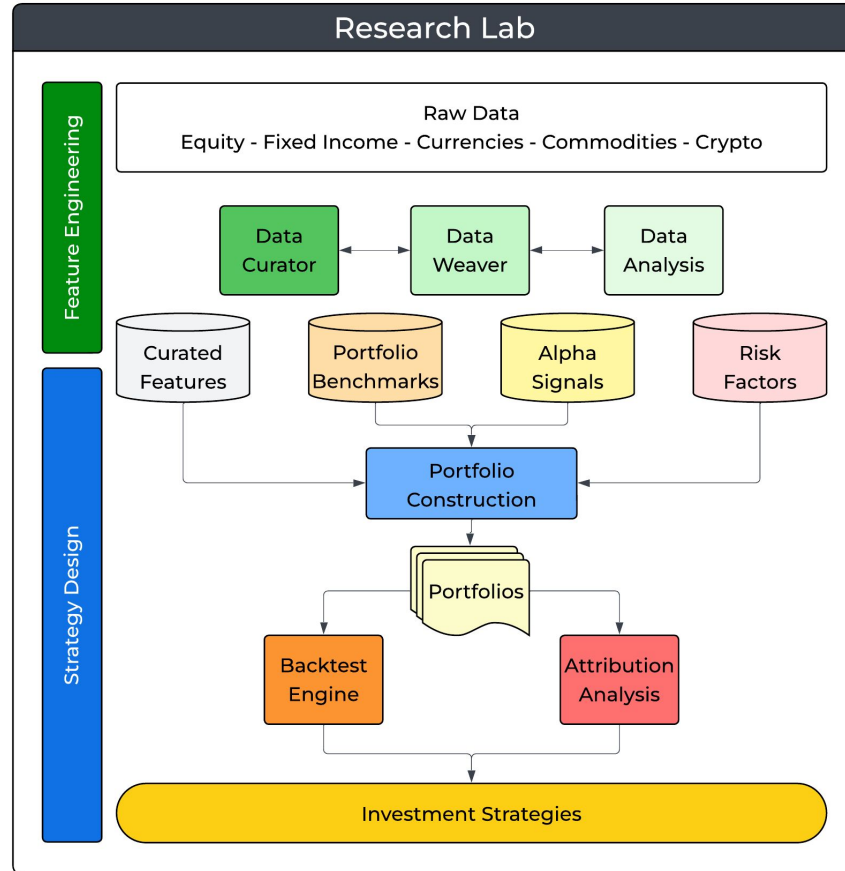 Research Lab
Feature Engineering
Raw Data
Equity - Fixed Income - Currencies - Commodities - Crypto
Data
Curator
Data
Weaver
Data
Analysis
Curated
Features
Portfolio
Benchmarks
Alpha
Signals
Risk
Factors
Strategy Design
Portfolio
Construction
Portfolios
Backtest
Engine
Attribution
Analysis
Investment Strategies